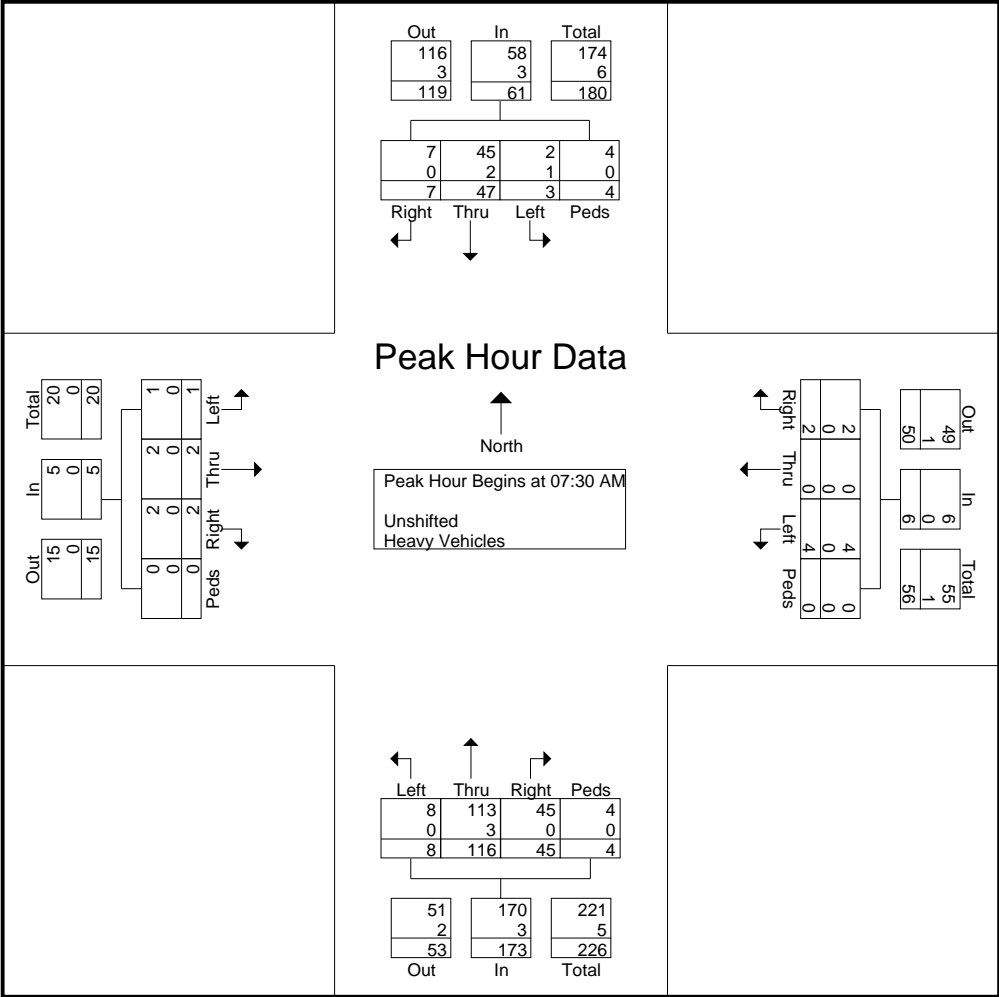 Out In Total
116 58 174
3 3 6
119 61 180
7 45 2 4
0 2 1 0
7 47 3 4
Right Thru Left Peds
Peak Hour Data
North
Peak Hour Begins at 07:30 AM
Unshifted
Heavy Vehicles
Total
20
0
20
In
5
0
5
Out
15
0
15
1
0
1
Left
2
0
2
Thru
2
0
2
Right
0
0
0
Peds
Right
2
0
2
Thru
0
0
0
Left
4
0
4
Peds
0
0
0
Out
49
1
50
In
6
0
6
Total
55
1
56
Left Thru Right Peds
8 113 45 4
0 3 0 0
8 116 45 4
51 170 221
2 3 5
53 173 226
Out In Total